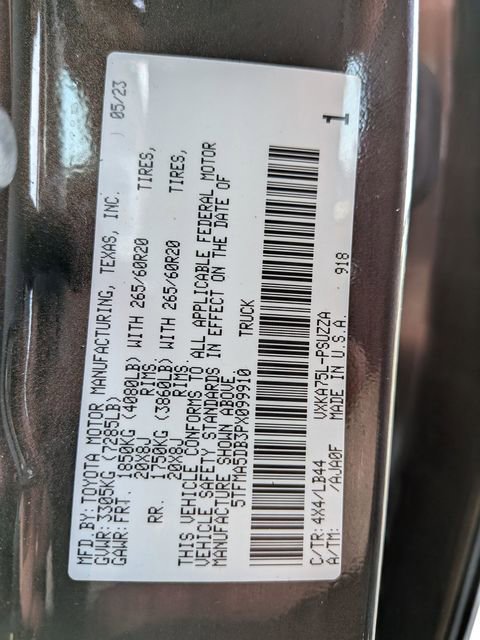 MFD.BY:TOYOTA MOTOR MANUFACTURING, TEXAS, INC. ) 05/23
GVWR:3305KG (7285LB)
GAWR:FRT. 1850KG (4080LB) WITH 265/60R20 TIRES,
20X8J RIMS
RR. 1750KG (3860LB) WITH 265/60R20 TIRES,
20X8J RIMS
THIS VEHICLE CONFORMS TO ALL APPLICABLE FEDERAL MOTOR
VEHICLE SAFETY STANDARDS IN EFFECT ON THE DATE OF
MANUFACTURE SHOWN ABOVE
5TFMA5DB3PX099910 TRUCK
C/TR:4X4/LB44 VXKA75L-PSUZZA 918
A/TM: /AJA0F MADE IN U.S.A.
1